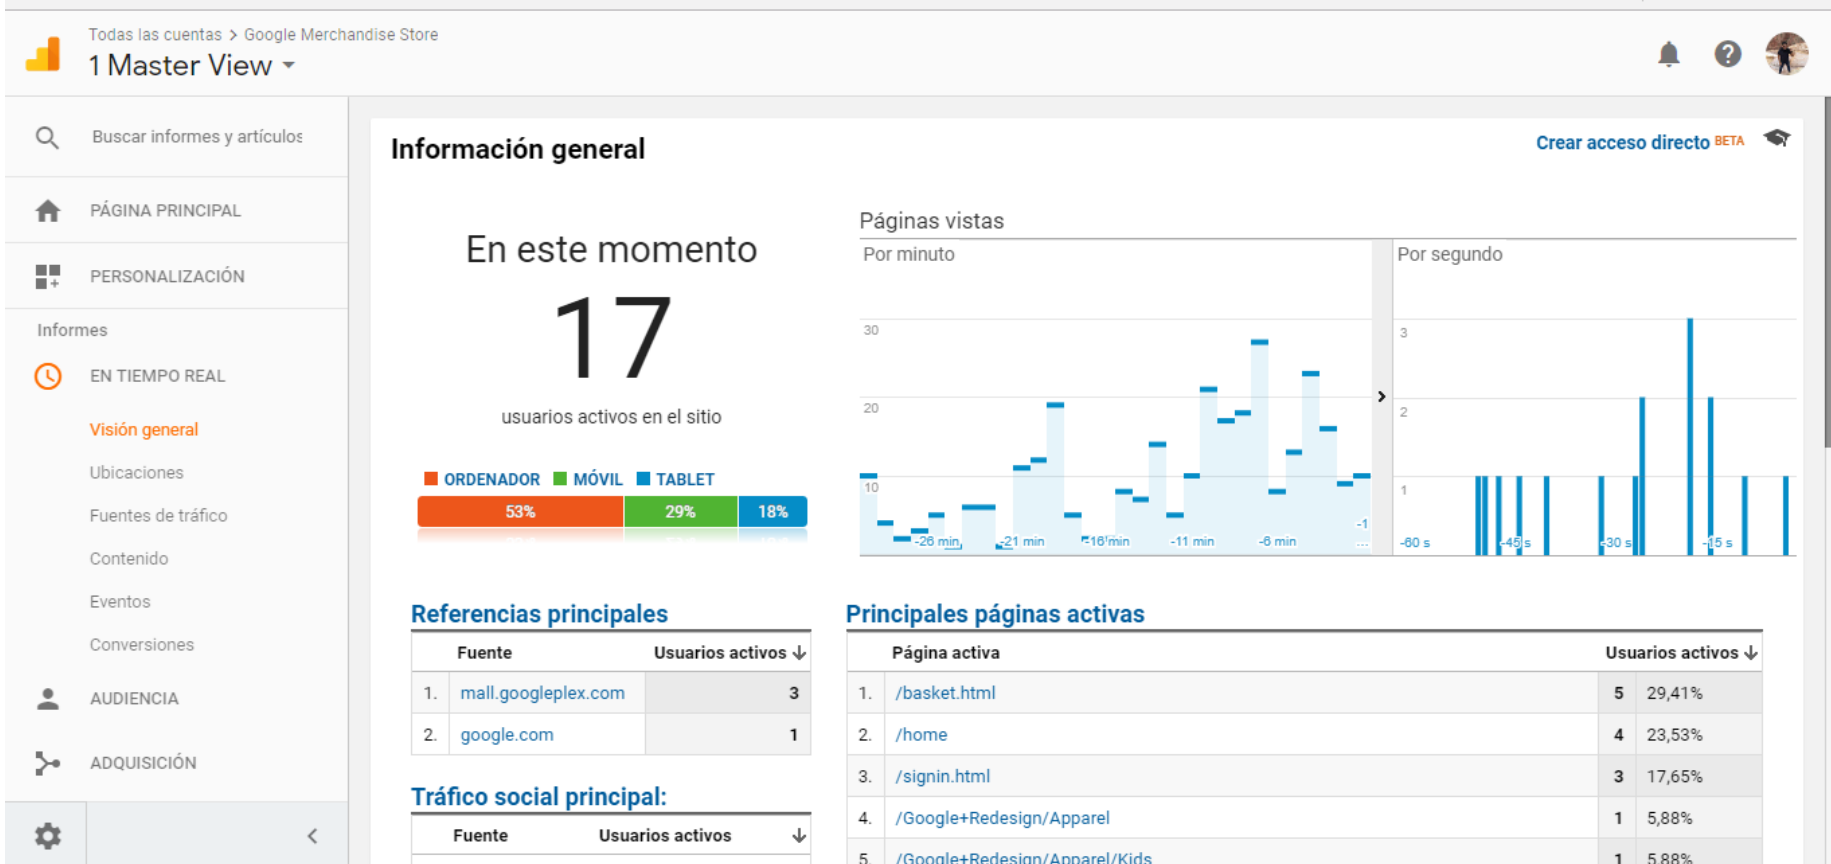 Todas las cuentas > Google Merchandise Store
1 Master View
Buscar informes y artículos
PÁGINA PRINCIPAL
PERSONALIZACIÓN
Informes
EN TIEMPO REAL
Visión general
Ubicaciones
Fuentes de tráfico
Contenido
Eventos
Conversiones
AUDIENCIA
ADQUISICIÓN
Información general
Crear acceso directo BETA
En este momento
17
usuarios activos en el sitio
ORDENADOR MÓVIL TABLET
53% 29% 18%
Páginas vistas
Por minuto
30
20
10
-26 min -21 min -16 min -11 min -6 min -1
...
Por segundo
3
2
1
-60 s -45 s -30 s -15 s
Referencias principales
Fuente Usuarios activos
1. mall.googleplex.com 3
2. google.com 1
Tráfico social principal:
Fuente Usuarios activos
Principales páginas activas
Página activa Usuarios activos
1. /basket.html 5 29,41%
2. /home 4 23,53%
3. /signin.html 3 17,65%
4. /Google+Redesign/Apparel 1 5,88%
5. /Google+Redesign/Apparel/Kids 1 5,88%